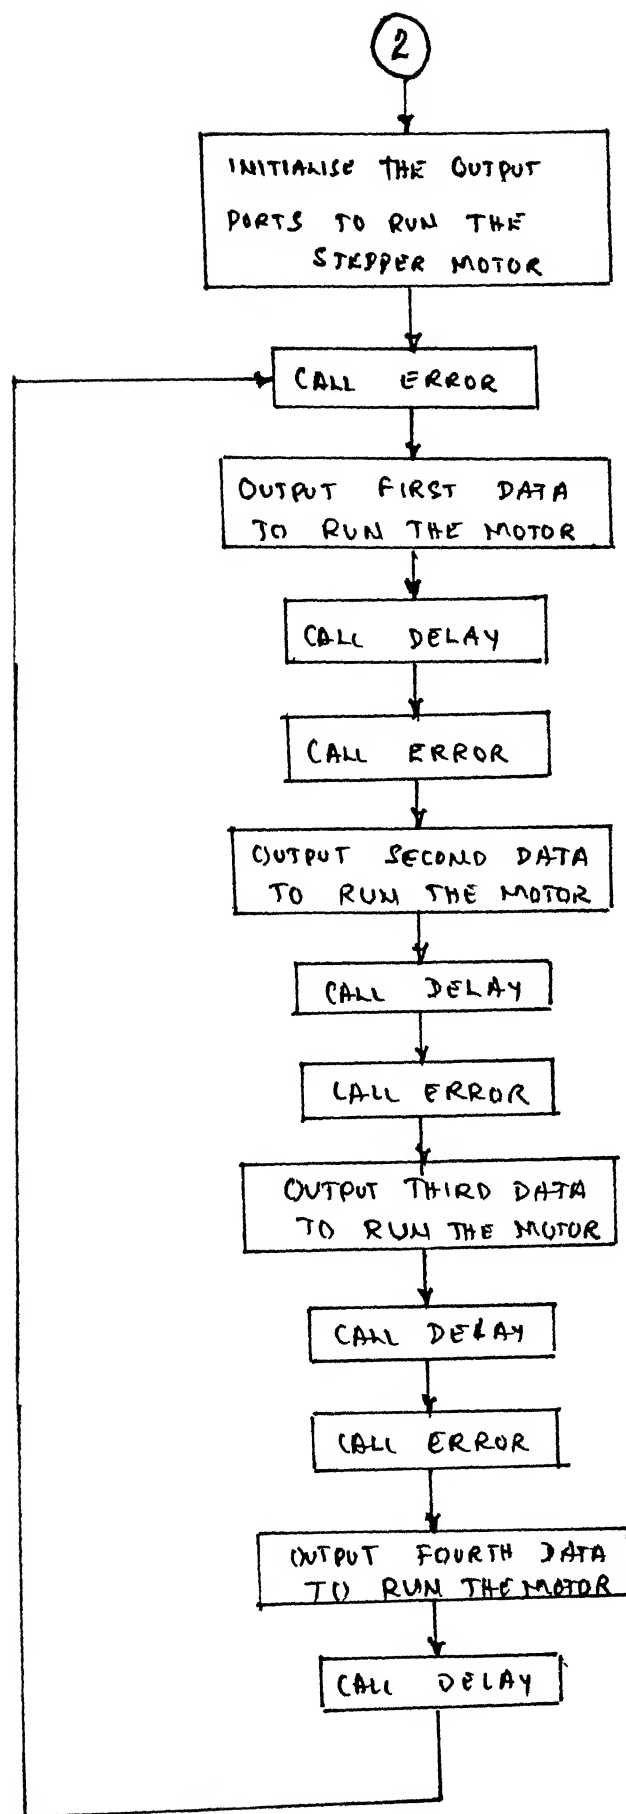 2
INITIALISE THE OUTPUT
PORTS TO RUN THE
STEPPER MOTOR
CALL ERROR
OUTPUT FIRST DATA
TO RUN THE MOTOR
CALL DELAY
CALL ERROR
OUTPUT SECOND DATA
TO RUN THE MOTOR
CALL DELAY
CALL ERROR
OUTPUT THIRD DATA
TO RUN THE MOTOR
CALL DELAY
CALL ERROR
OUTPUT FOURTH DATA
TO RUN THE MOTOR
CALL DELAY